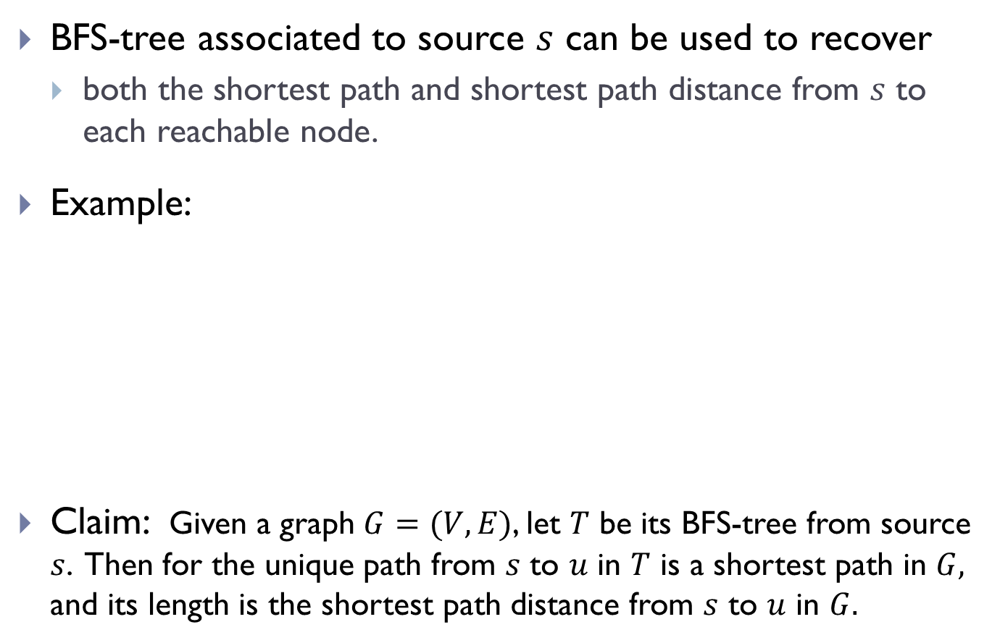 BFS-tree associated to source s can be used to recover
both the shortest path and shortest path distance from s to
each reachable node.
Example:
Claim: Given a graph G = (V, E), let T be its BFS-tree from source
s. Then for the unique path from s to u in T is a shortest path in G,
and its length is the shortest path distance from s to u in G.